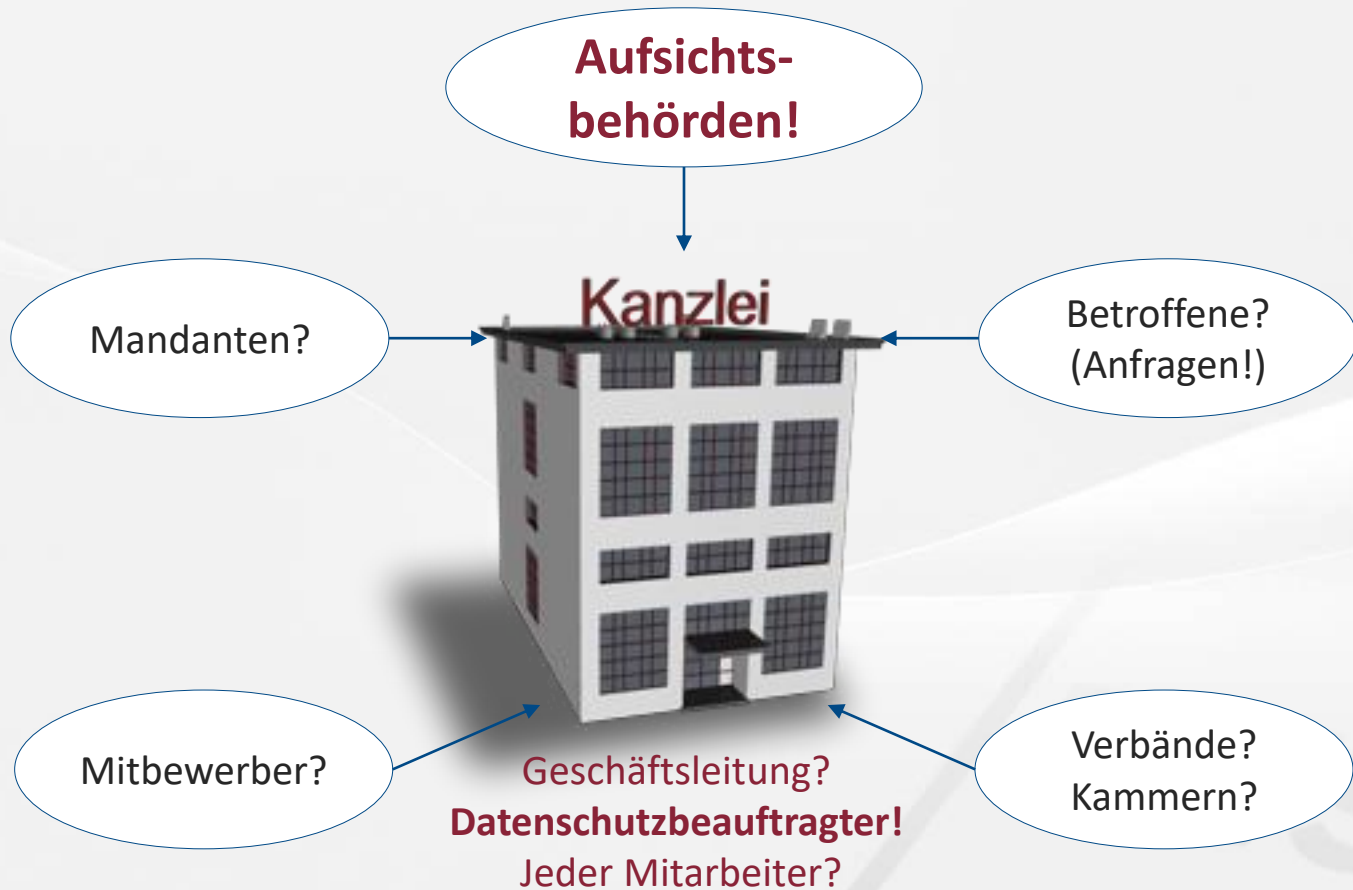 Aufsichts-
behörden!
Kanzlei
Mandanten?
Betroffene?
(Anfragen!)
Mitbewerber?
Verbände?
Kammern?
Geschäftsleitung?
Datenschutzbeauftragter!
Jeder Mitarbeiter?